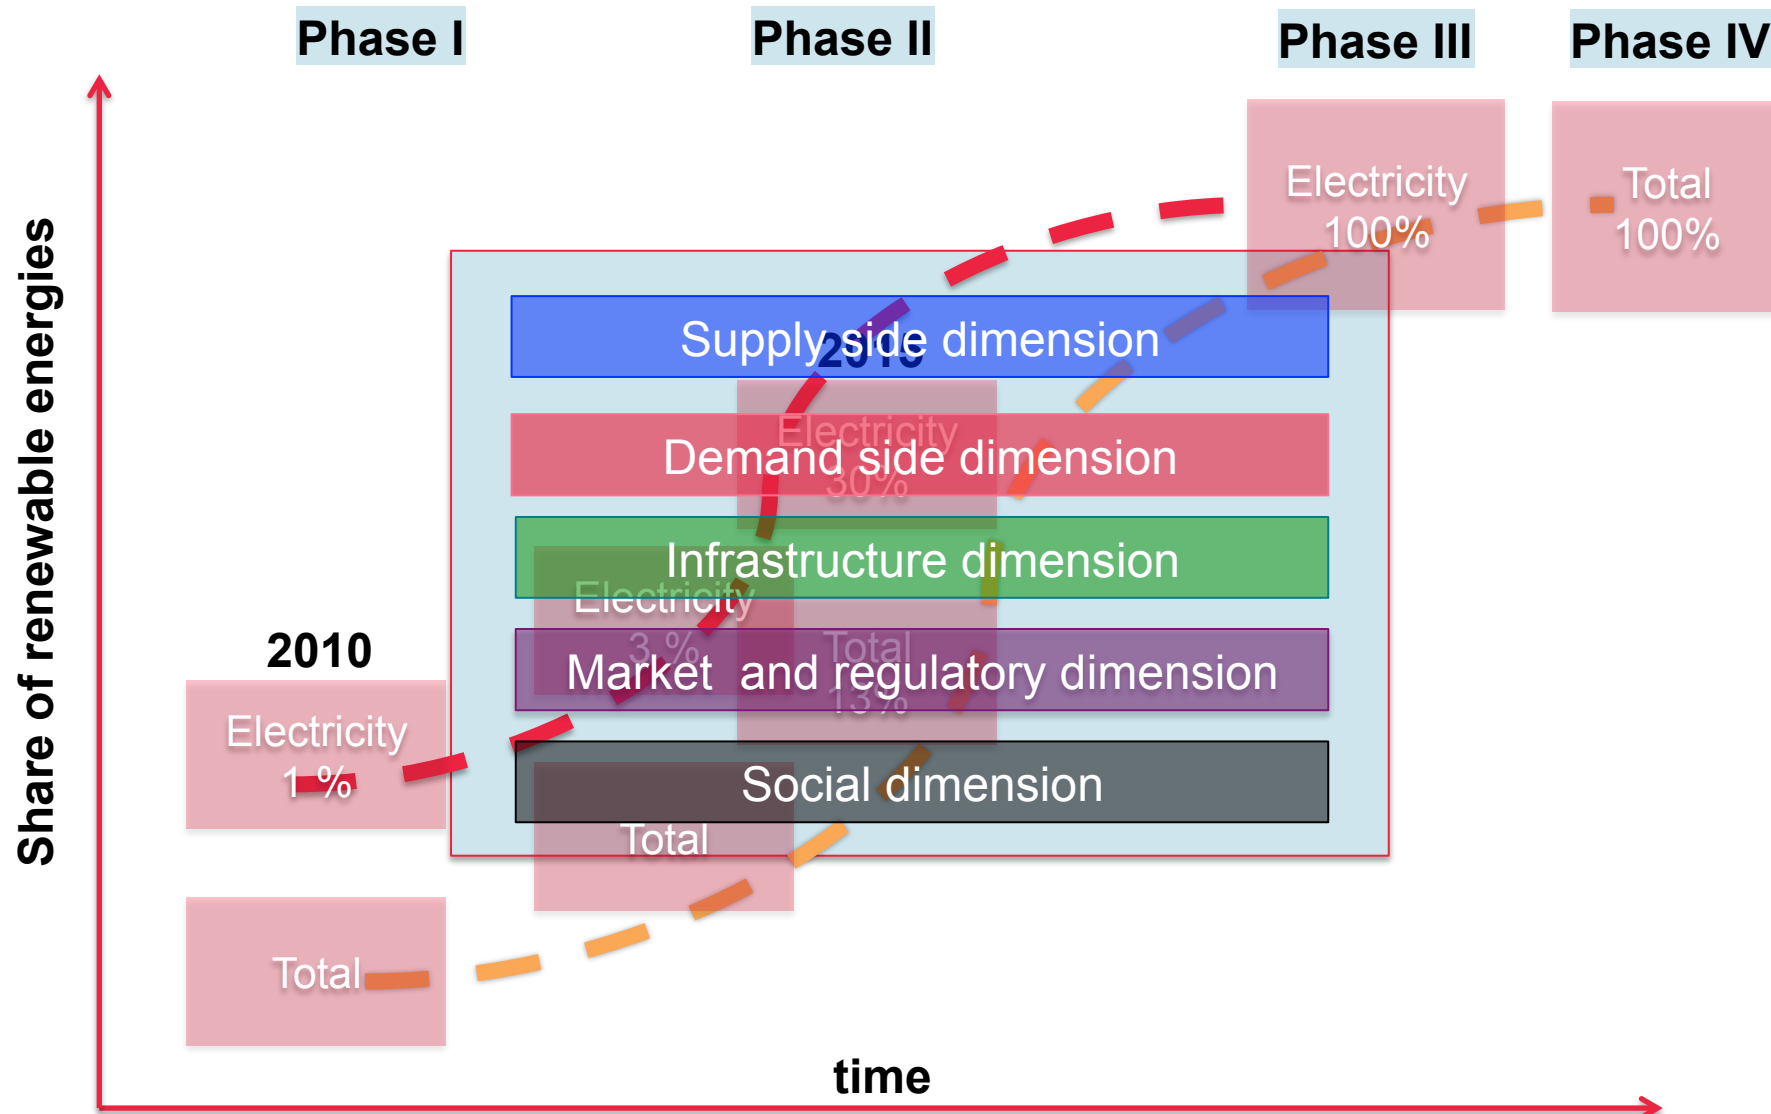 Phase I
Phase II
Phase III
Phase IV
Share of renewable energies
Electricity
100%
Total
100%
Supply side dimension
2015
Electricity
30%
Demand side dimension
Infrastructure dimension
Electricity
3 %
Total
13%
Market  and regulatory dimension
2010
Electricity
1 %
Social dimension
Total
Total
time